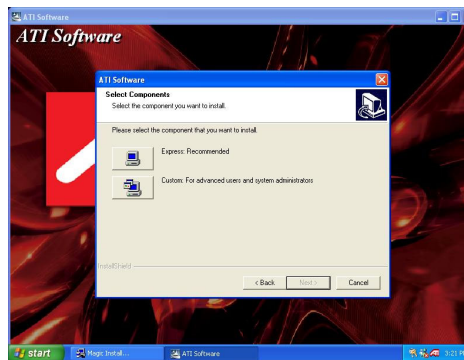 ATI Software
ATI Software
ATI Software
Select Components
Select the component you want to install.
Please select the component that you want to install.
Express: Recommended
Custom: For advanced users and system administrators
InstallShield
< Back
Next >
Cancel
start
Magic Install...
ATI Software
3:21 P